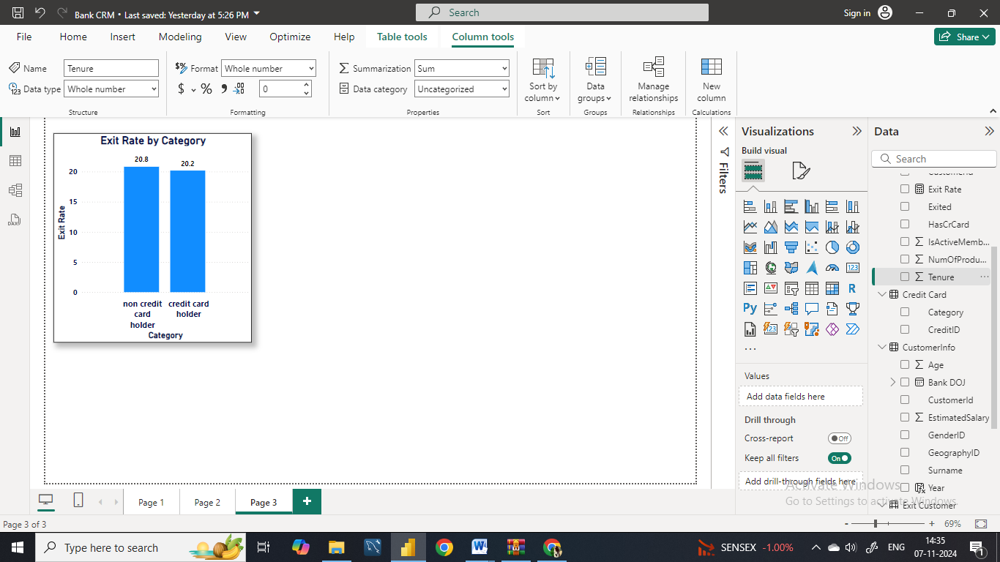 Bank CRM • Last saved: Yesterday at 5:26 PM
Search
Sign in
File Home Insert Modeling View Optimize Help Table tools Column tools
Share
Name Tenure
Data type Whole number
Structure
Format Whole number
$ % 0
Formatting
Summarization Sum
Data category Uncategorized
Properties
Sort by column
Sort
Data groups
Groups
Manage relationships
Relationships
New column
Calculations
Exit Rate by Category
20.8
20.2
20
15
10
5
0
Exit Rate
non credit card holder
credit card holder
Category
Filters
Visualizations
Build visual
123
R
Py
123
Values
Add data fields here
Drill through
Cross-report Off
Keep all filters On
Add drill-through fields here
Data
Search
CustomerId
Exit Rate
Exited
HasCrCard
IsActiveMemb...
NumOfProdu...
Tenure
Credit Card
Category
CreditID
CustomerInfo
Age
Bank DOJ
CustomerId
EstimatedSalary
GenderID
GeographyID
Surname
Year
Exit Customer
Activate Windows
Go to Settings to activate Windows.
Page 1 Page 2 Page 3 +
Page 3 of 3
- + 69%
Type here to search
SENSEX -1.00%
ENG
14:35
07-11-2024
1